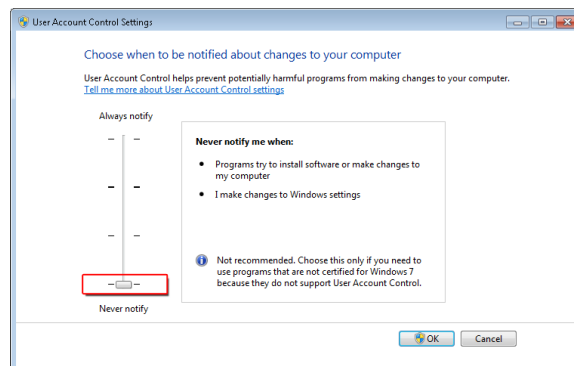 User Account Control Settings
Choose when to be notified about changes to your computer
User Account Control helps prevent potentially harmful programs from making changes to your computer.
Tell me more about User Account Control settings
Always notify
Never notify me when:
• Programs try to install software or make changes to
my computer
• I make changes to Windows settings
Not recommended. Choose this only if you need to
use programs that are not certified for Windows 7
because they do not support User Account Control.
Never notify
OK
Cancel